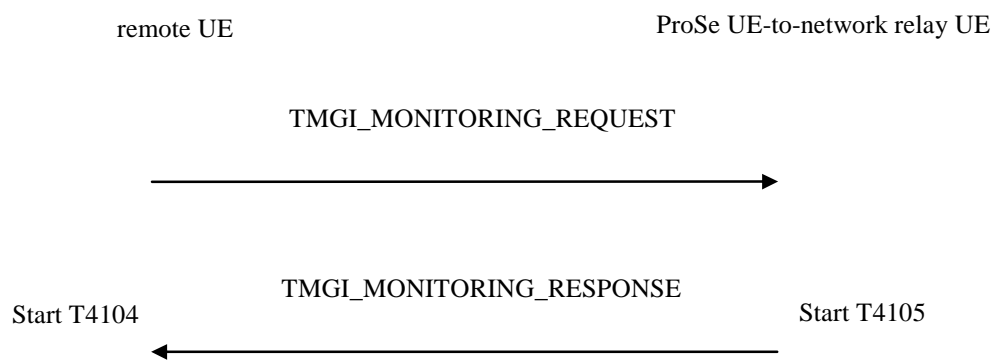 remote UE
ProSe UE-to-network relay UE
TMGI_MONITORING_REQUEST
TMGI_MONITORING_RESPONSE
Start T4104
Start T4105